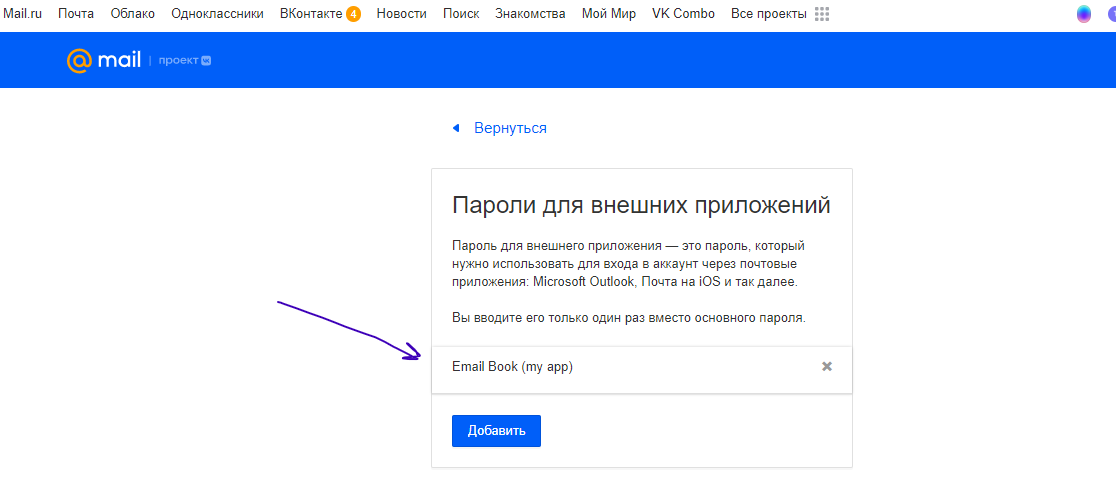 Mail.ru Почта Облако Одноклассники ВКонтакте 4 Новости Поиск Знакомства Мой Мир VK Combo Все проекты
@ mail | проект VK
Вернуться
Пароли для внешних приложений
Пароль для внешнего приложения — это пароль, который
нужно использовать для входа в аккаунт через почтовые
приложения: Microsoft Outlook, Почта на iOS и так далее.
Вы вводите его только один раз вместо основного пароля.
Email Book (my app)
Добавить